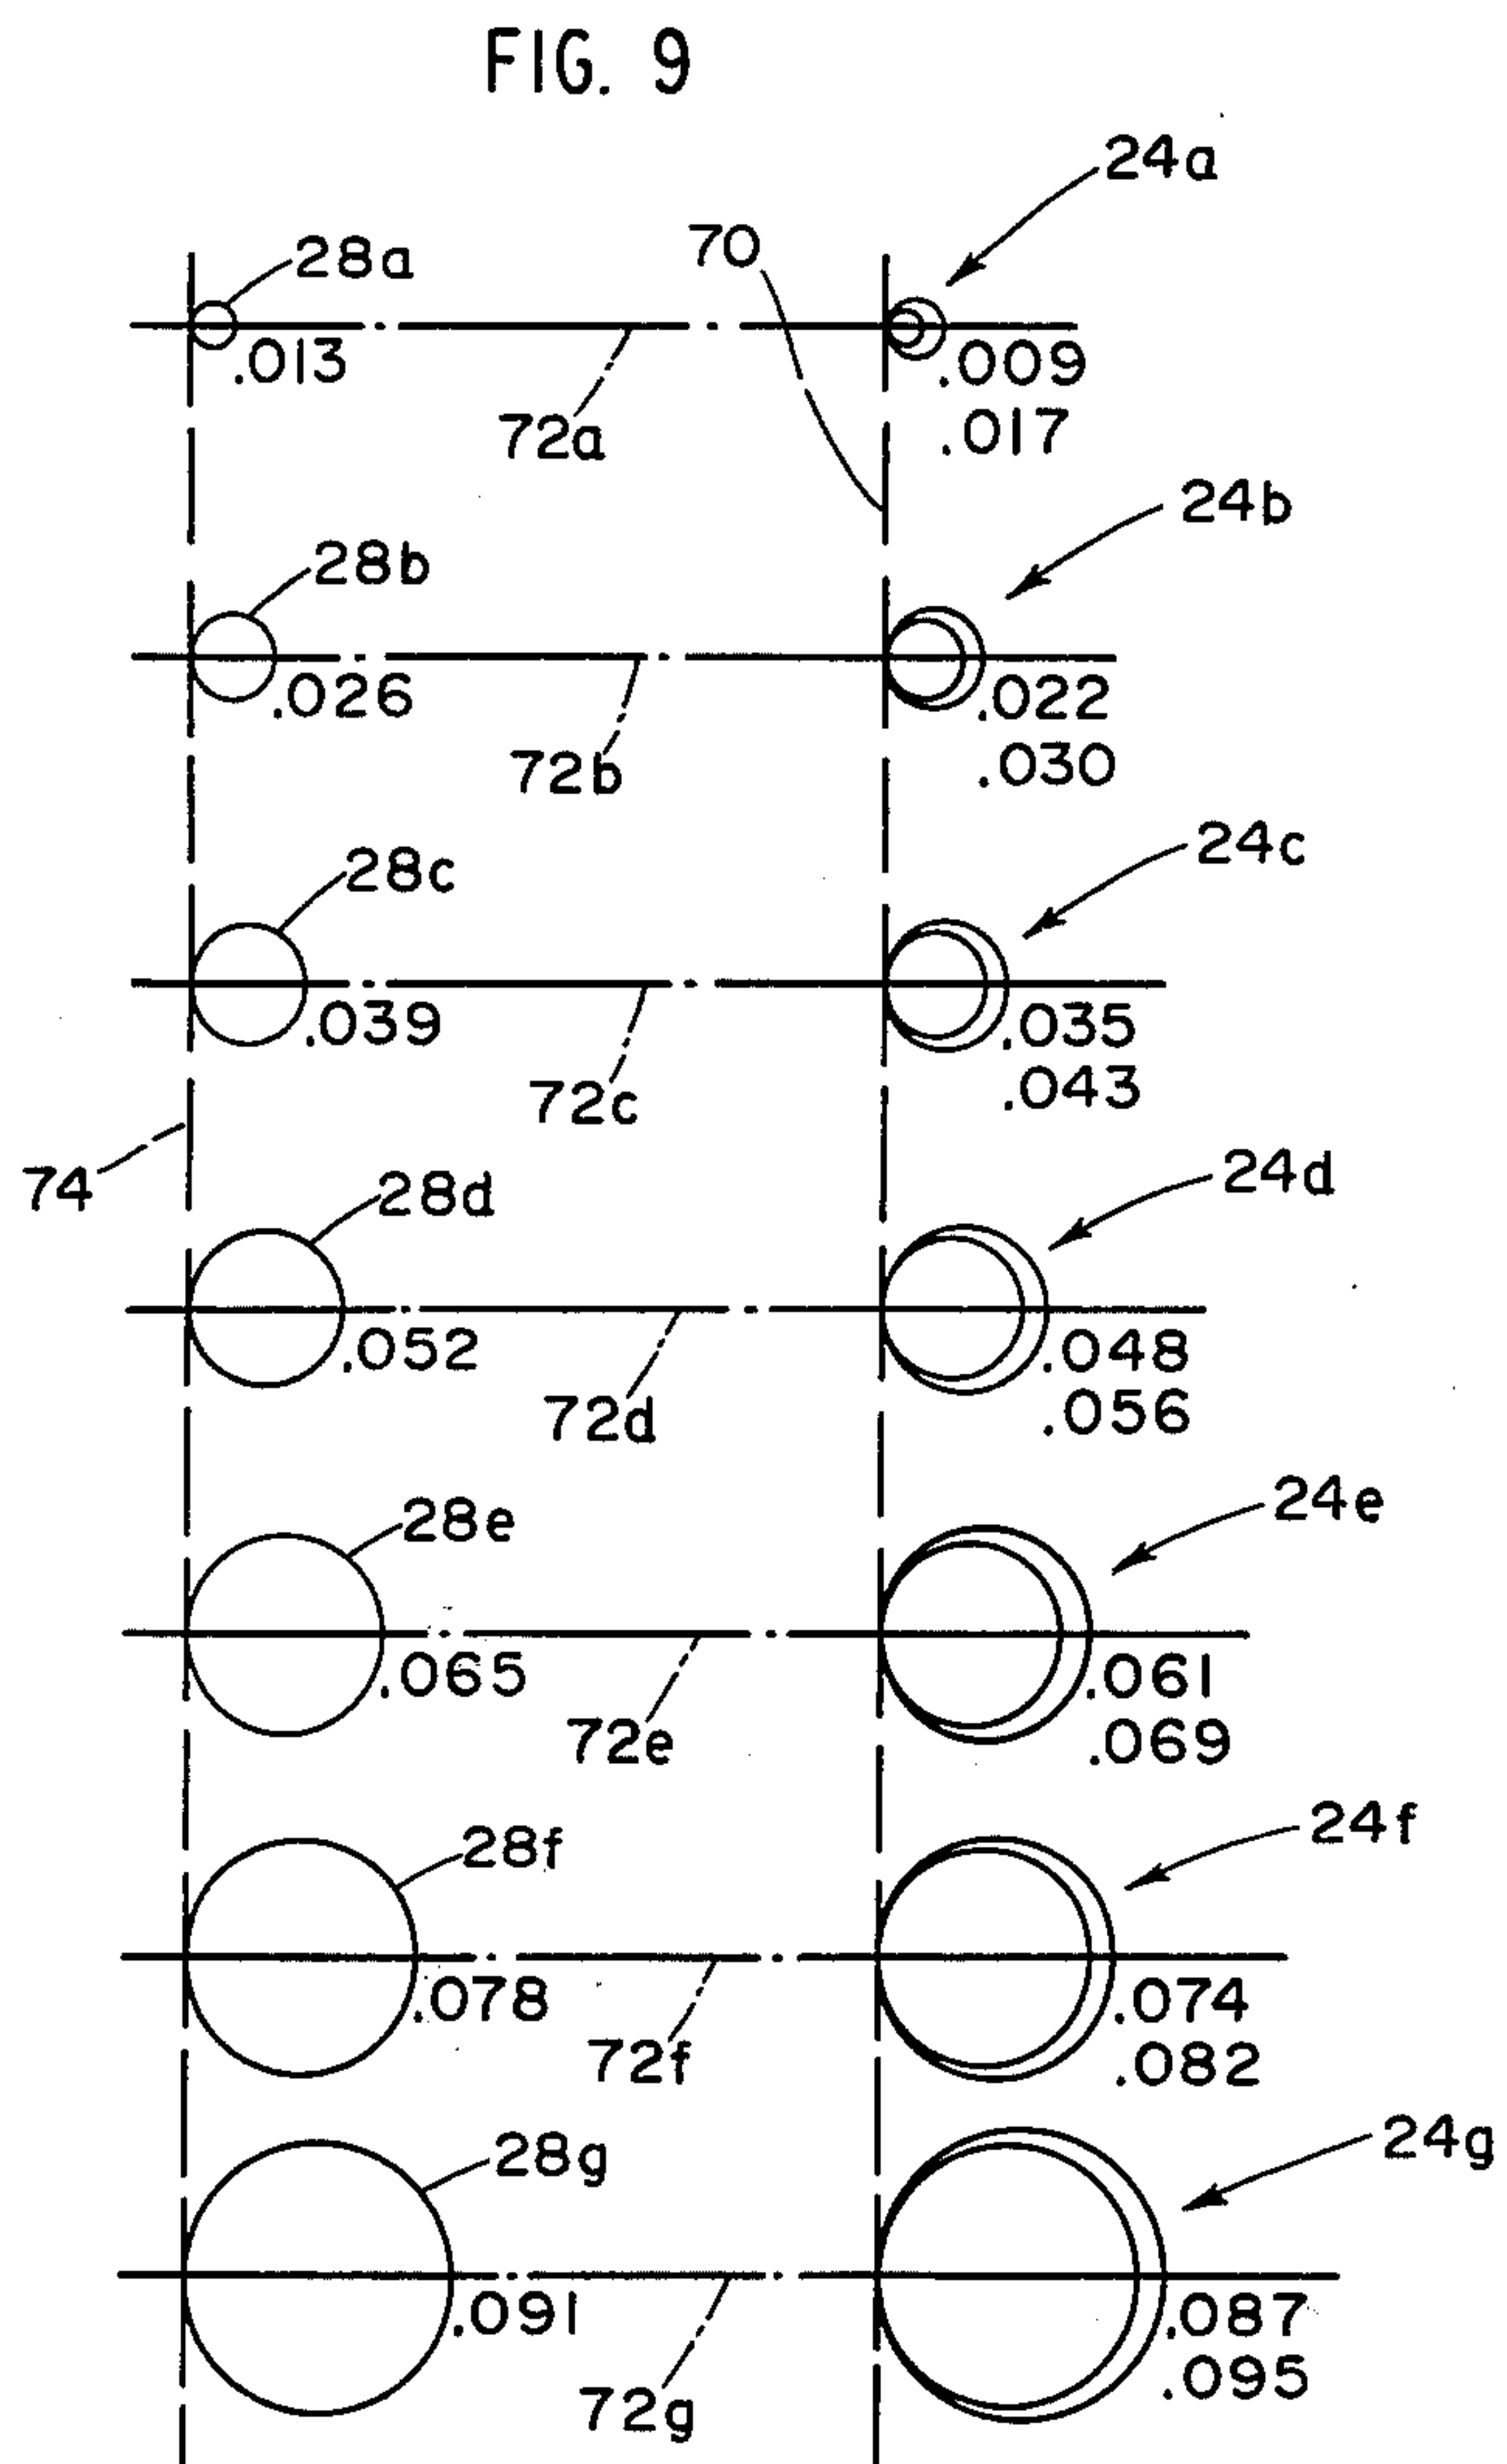 FIG. 9
24a
70
28a
.013
.009
72a
.017
24b
28b
.026
.022
72b
.030
24c
28c
.039
.035
72c
.043
74
28d
24d
.052
.048
72d
.056
28e
24e
.065
.061
72e
.069
28f
24f
.078
.074
72f
.082
28g
24g
.091
.087
72g
.095